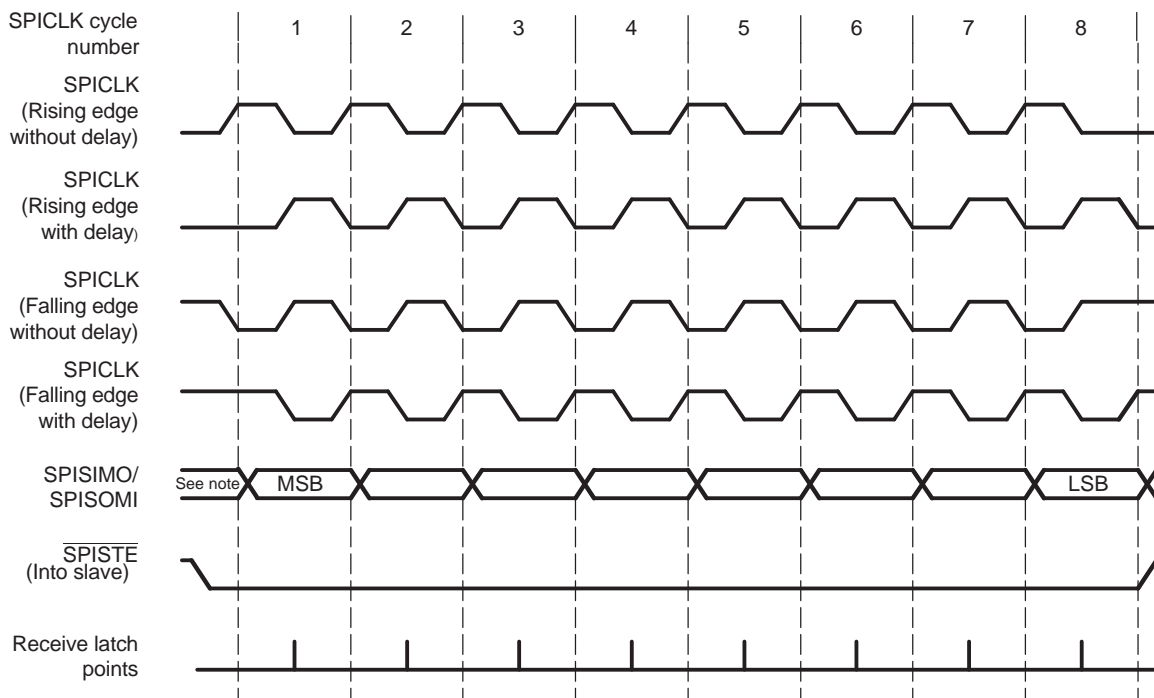 SPICLK cycle
number
1 2 3 4 5 6 7 8
SPICLK
(Rising edge
without delay)
SPICLK
(Rising edge
with delay)
SPICLK
(Falling edge
without delay)
SPICLK
(Falling edge
with delay)
SPISIMO/
SPISOMI
See note
MSB
LSB
SPISTE
(Into slave)
Receive latch
points